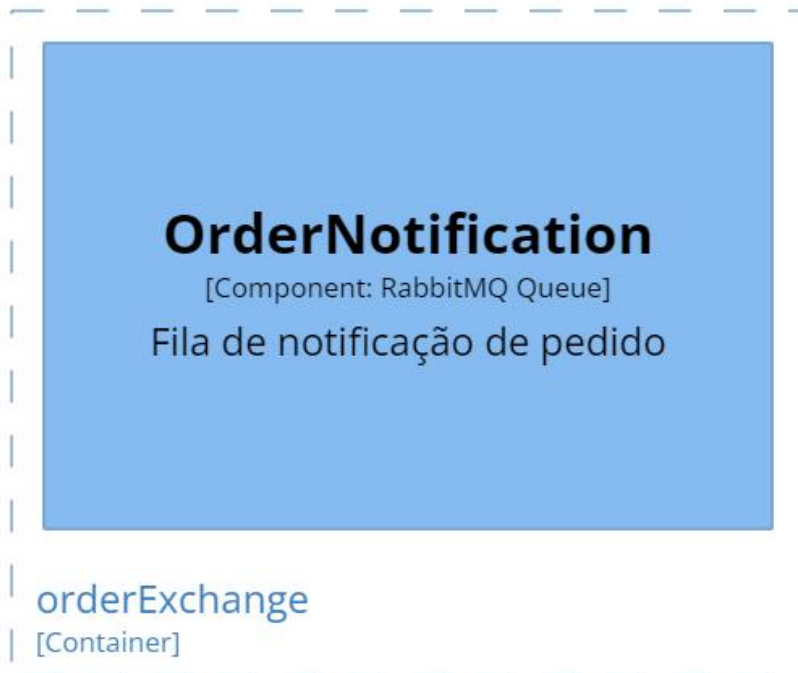 OrderNotification
[Component: RabbitMQ Queue]
Fila de notificação de pedido
orderExchange
[Container]